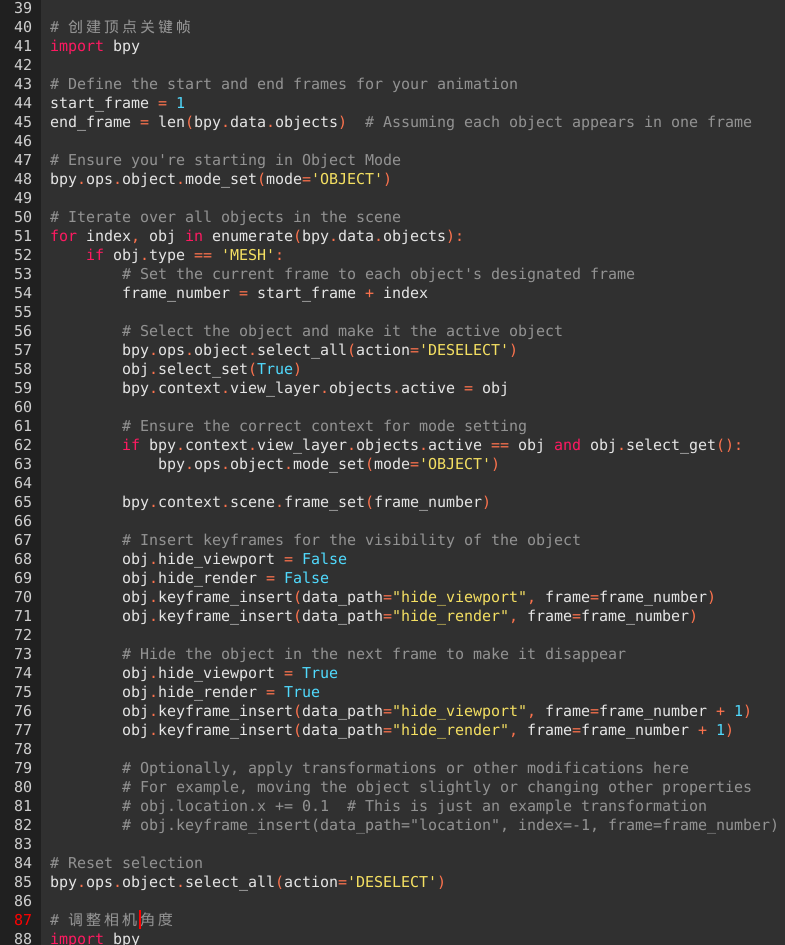 39
40 # 创建顶点关键帧
41 import bpy
42
43 # Define the start and end frames for your animation
44 start_frame = 1
45 end_frame = len(bpy.data.objects)  # Assuming each object appears in one frame
46
47 # Ensure you're starting in Object Mode
48 bpy.ops.object.mode_set(mode='OBJECT')
49
50 # Iterate over all objects in the scene
51 for index, obj in enumerate(bpy.data.objects):
52     if obj.type == 'MESH':
53         # Set the current frame to each object's designated frame
54         frame_number = start_frame + index
55
56         # Select the object and make it the active object
57         bpy.ops.object.select_all(action='DESELECT')
58         obj.select_set(True)
59         bpy.context.view_layer.objects.active = obj
60
61         # Ensure the correct context for mode setting
62         if bpy.context.view_layer.objects.active == obj and obj.select_get():
63             bpy.ops.object.mode_set(mode='OBJECT')
64
65         bpy.context.scene.frame_set(frame_number)
66
67         # Insert keyframes for the visibility of the object
68         obj.hide_viewport = False
69         obj.hide_render = False
70         obj.keyframe_insert(data_path="hide_viewport", frame=frame_number)
71         obj.keyframe_insert(data_path="hide_render", frame=frame_number)
72
73         # Hide the object in the next frame to make it disappear
74         obj.hide_viewport = True
75         obj.hide_render = True
76         obj.keyframe_insert(data_path="hide_viewport", frame=frame_number + 1)
77         obj.keyframe_insert(data_path="hide_render", frame=frame_number + 1)
78
79         # Optionally, apply transformations or other modifications here
80         # For example, moving the object slightly or changing other properties
81         # obj.location.x += 0.1  # This is just an example transformation
82         # obj.keyframe_insert(data_path="location", index=-1, frame=frame_number)
83
84 # Reset selection
85 bpy.ops.object.select_all(action='DESELECT')
86
87 # 调整相机角度
88 import bpy